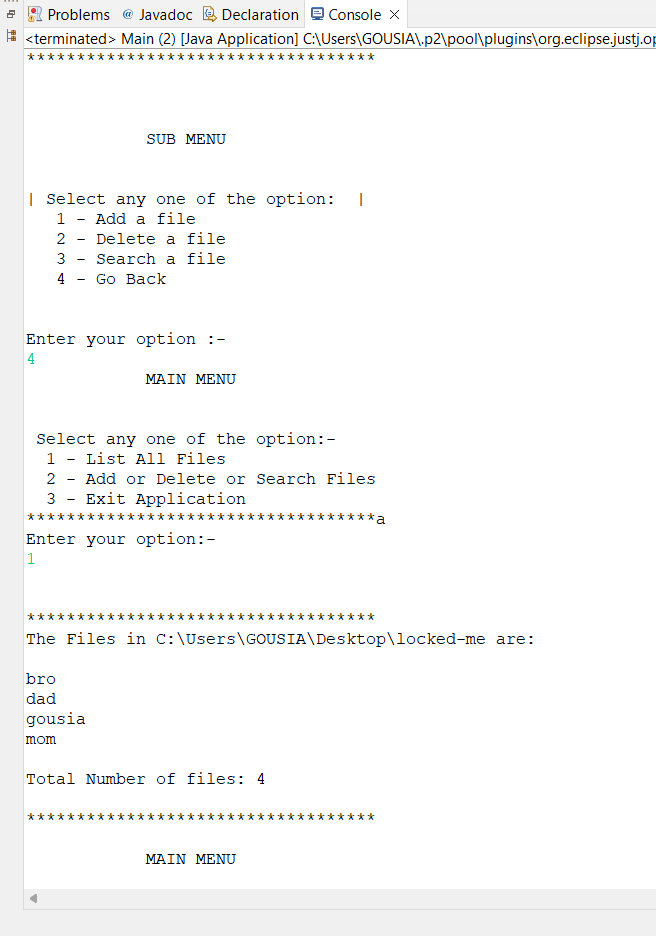 Problems @ Javadoc Declaration Console
<terminated> Main (2) [Java Application] C:\Users\GOUSIA\.p2\pool\plugins\org.eclipse.justj.op
***********************************
SUB MENU
| Select any one of the option:  |
1 - Add a file
2 - Delete a file
3 - Search a file
4 - Go Back
Enter your option :-
4
MAIN MENU
Select any one of the option:-
1 - List All Files
2 - Add or Delete or Search Files
3 - Exit Application
***********************************a
Enter your option:-
1
***********************************
The Files in C:\Users\GOUSIA\Desktop\locked-me are:
bro
dad
gousia
mom
Total Number of files: 4
***********************************
MAIN MENU